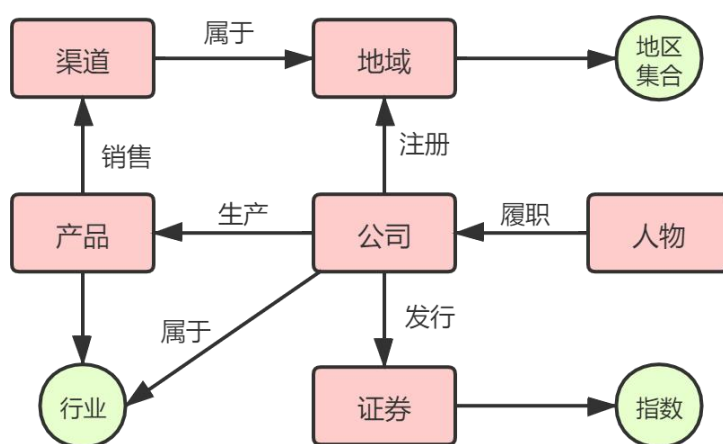 渠道
属于
地域
地区
集合
销售
注册
产品
生产
公司
履职
人物
属于
发行
行业
证券
指数